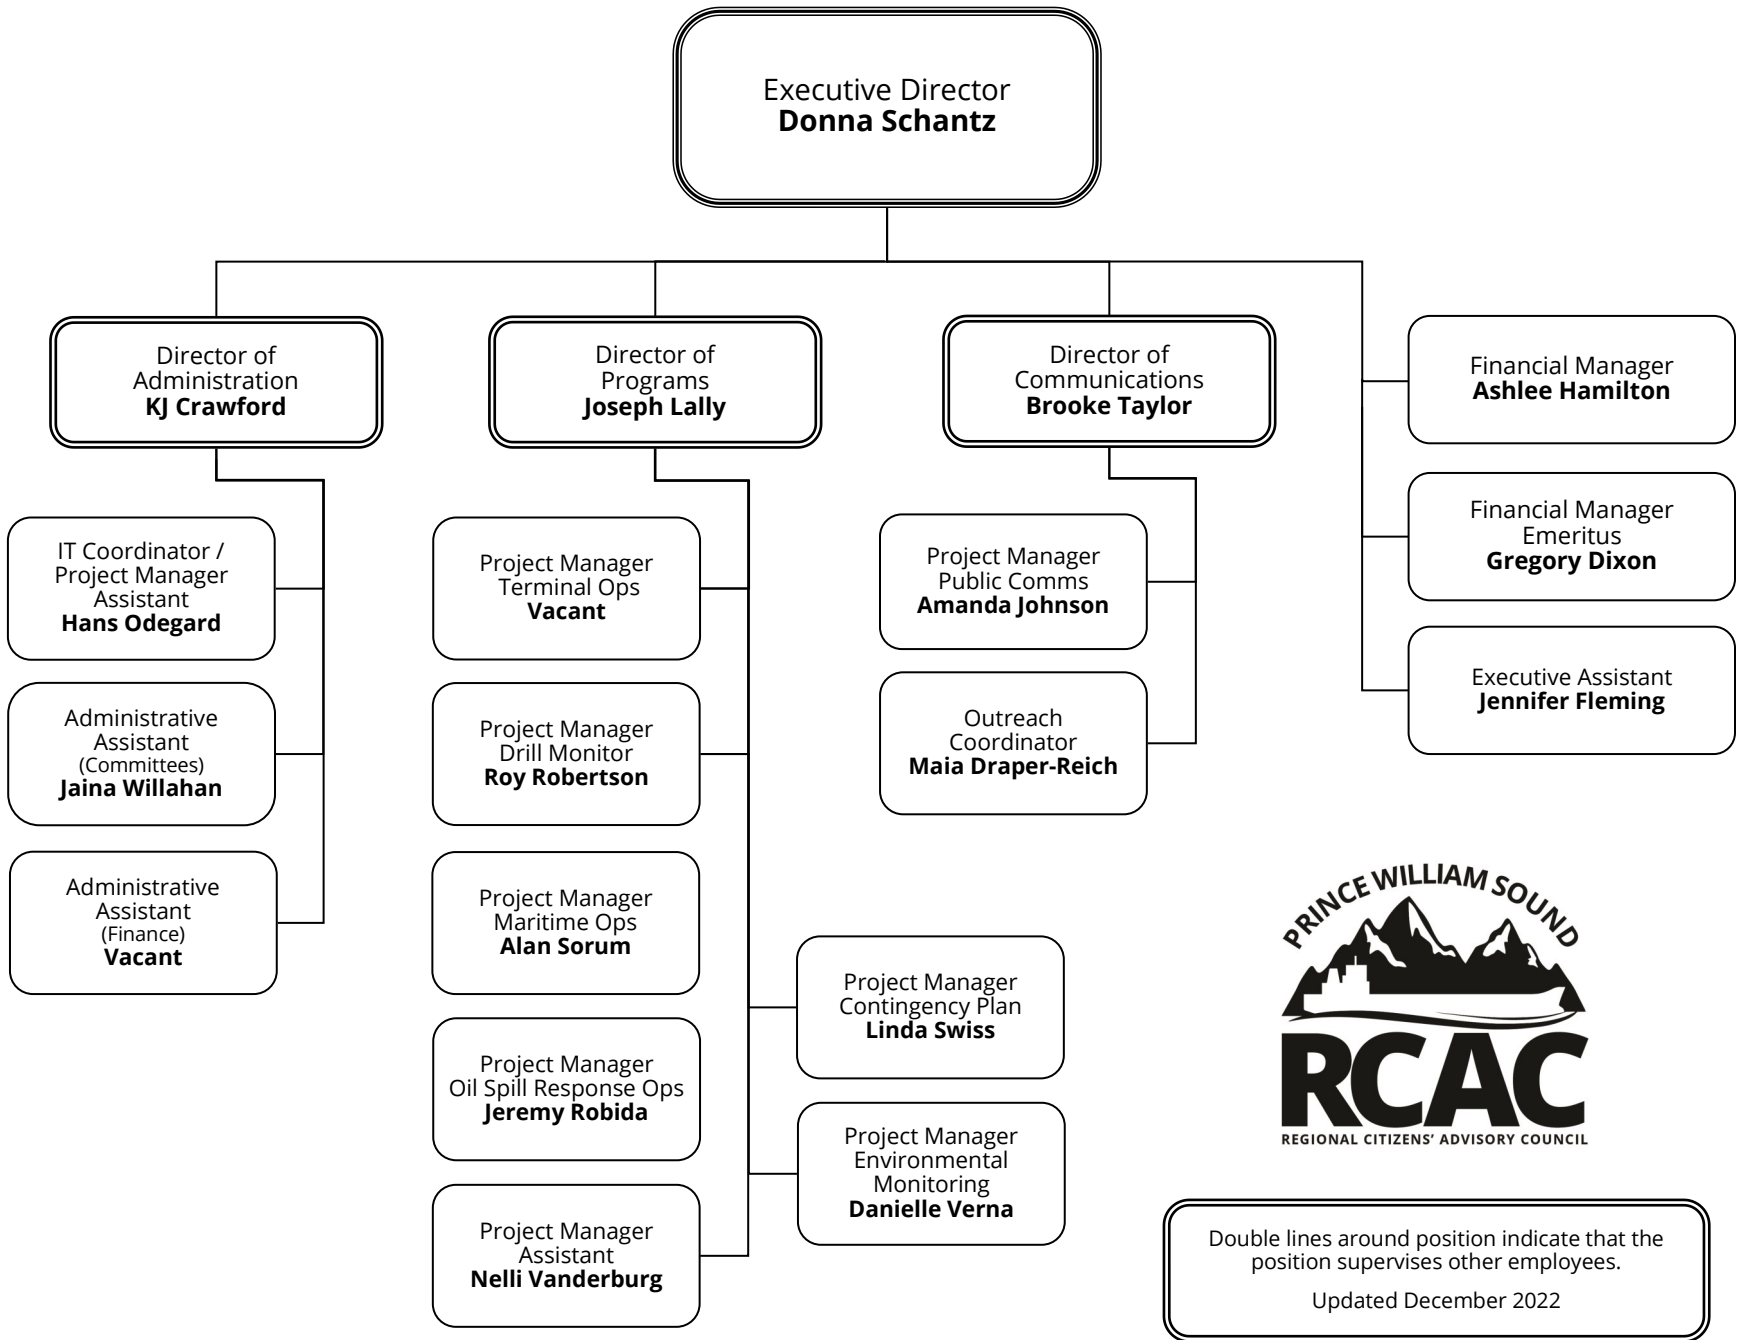 Executive Director
Donna Schantz
Director of
Administration
KJ Crawford
Director of
Programs
Joseph Lally
Director of
Communications
Brooke Taylor
Financial Manager
Ashlee Hamilton
Financial Manager
Emeritus
Gregory Dixon
Executive Assistant
Jennifer Fleming
IT Coordinator /
Project Manager
Assistant
Hans Odegard
Administrative
Assistant
(Committees)
Jaina Willahan
Administrative
Assistant
(Finance)
Vacant
Project Manager
Terminal Ops
Vacant
Project Manager
Drill Monitor
Roy Robertson
Project Manager
Maritime Ops
Alan Sorum
Project Manager
Oil Spill Response Ops
Jeremy Robida
Project Manager
Assistant
Nelli Vanderburg
Project Manager
Contingency Plan
Linda Swiss
Project Manager
Environmental
Monitoring
Danielle Verna
Project Manager
Public Comms
Amanda Johnson
Outreach
Coordinator
Maia Draper-Reich
PRINCE WILLIAM SOUND
RCAC
REGIONAL CITIZENS' ADVISORY COUNCIL
Double lines around position indicate that the
position supervises other employees.
Updated December 2022